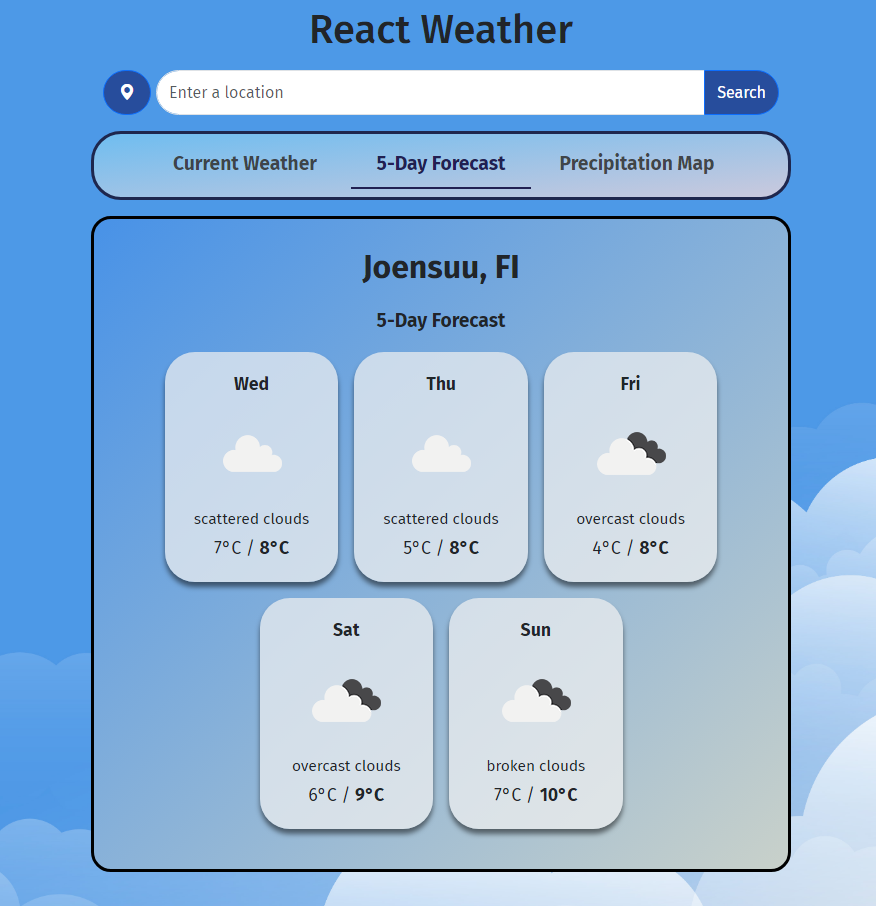 React Weather
Enter a location
Search
Current Weather
5-Day Forecast
Precipitation Map
Joensuu, FI
5-Day Forecast
Wed
scattered clouds
7°C / 8°C
Thu
scattered clouds
5°C / 8°C
Fri
overcast clouds
4°C / 8°C
Sat
overcast clouds
6°C / 9°C
Sun
broken clouds
7°C / 10°C